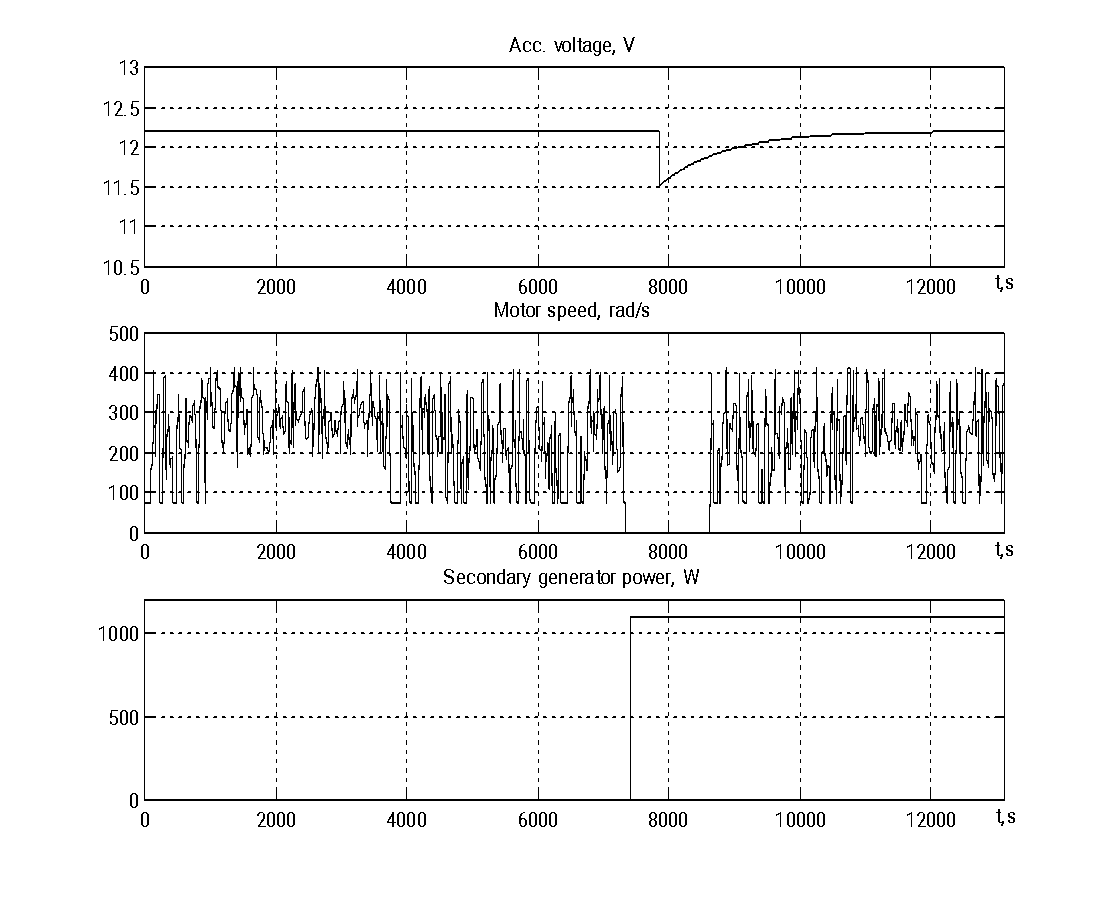 Acc. voltage, V
13
12.5
12
11.5
11
10.5
0 2000 4000 6000 8000 10000 12000 t,s
Motor speed, rad/s
500
400
300
200
100
0
0 2000 4000 6000 8000 10000 12000 t,s
Secondary generator power, W
1000
500
0
0 2000 4000 6000 8000 10000 12000 t,s